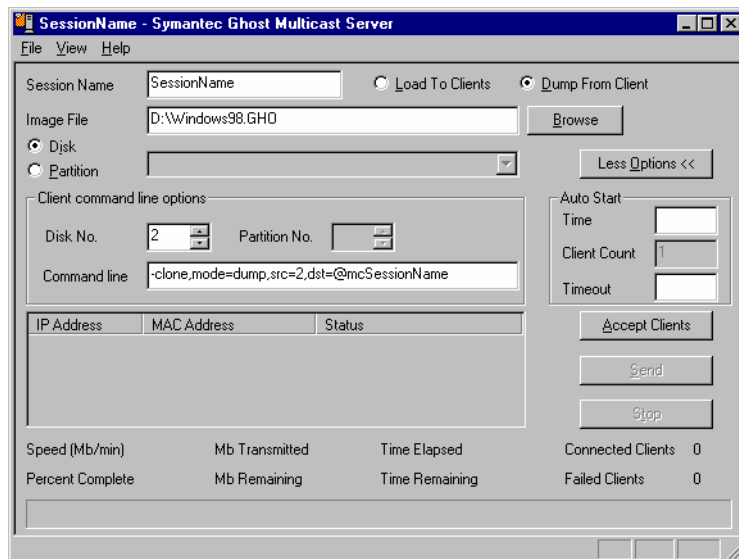 SessionName - Symantec Ghost Multicast Server
File View Help
Session Name SessionName Load To Clients Dump From Client
Image File D:\Windows98.GHO Browse
Disk
Partition Less Options <<
Client command line options Auto Start
Time
Disk No. 2 Partition No.
Client Count 1
Command line -clone,mode=dump,src=2,dst=@mcSessionName
Timeout
IP Address MAC Address Status Accept Clients
Send
Stop
Speed (Mb/min) Mb Transmitted Time Elapsed Connected Clients 0
Percent Complete Mb Remaining Time Remaining Failed Clients 0